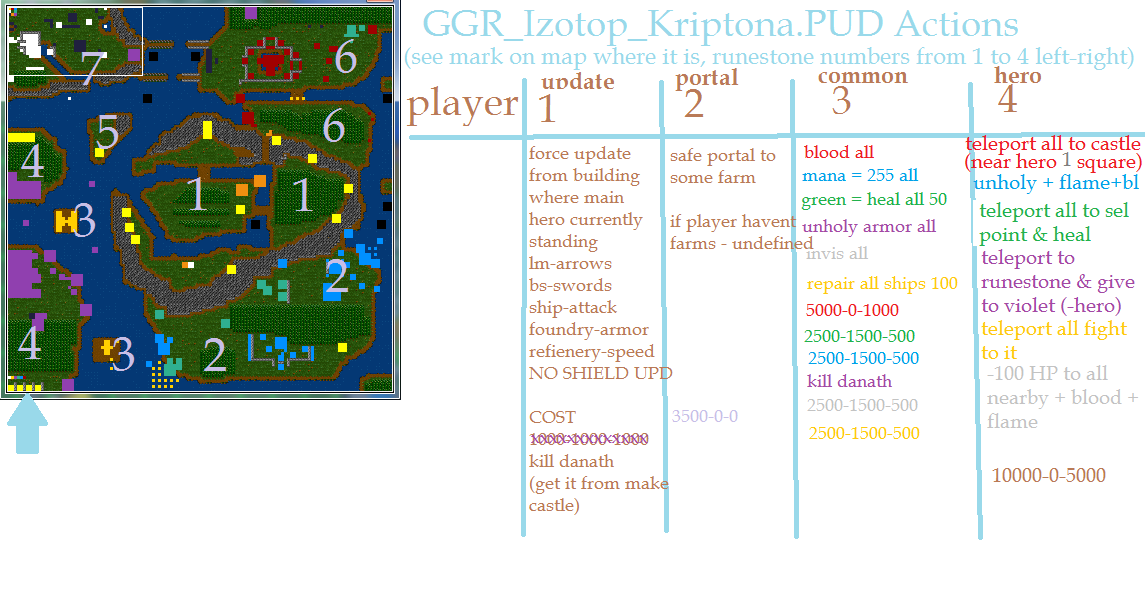 GGR_Izotop_Kriptona.PUD Actions
(see mark on map where it is, runestone numbers from 1 to 4 left-right)
7
6
6
5
4
3
1
1
2
4
3
2
player
update
1
portal
2
common
3
hero
4
force update
from building
where main
hero currently
standing
lm-arrows
bs-swords
ship-attack
foundry-armor
refienery-speed
NO SHIELD UPD
COST
1000-1000-1000
kill danath
(get it from make
castle)
safe portal to
some farm
if player havent
farms - undefined
3500-0-0
blood all
mana = 255 all
green = heal all 50
unholy armor all
invis all
repair all ships 100
5000-0-1000
2500-1500-500
2500-1500-500
kill danath
2500-1500-500
2500-1500-500
teleport all to castle
(near hero 1 square)
unholy + flame+bl
teleport all to sel
point & heal
teleport to
runestone & give
to violet (-hero)
teleport all fight
to it
-100 HP to all
nearby + blood +
flame
10000-0-5000